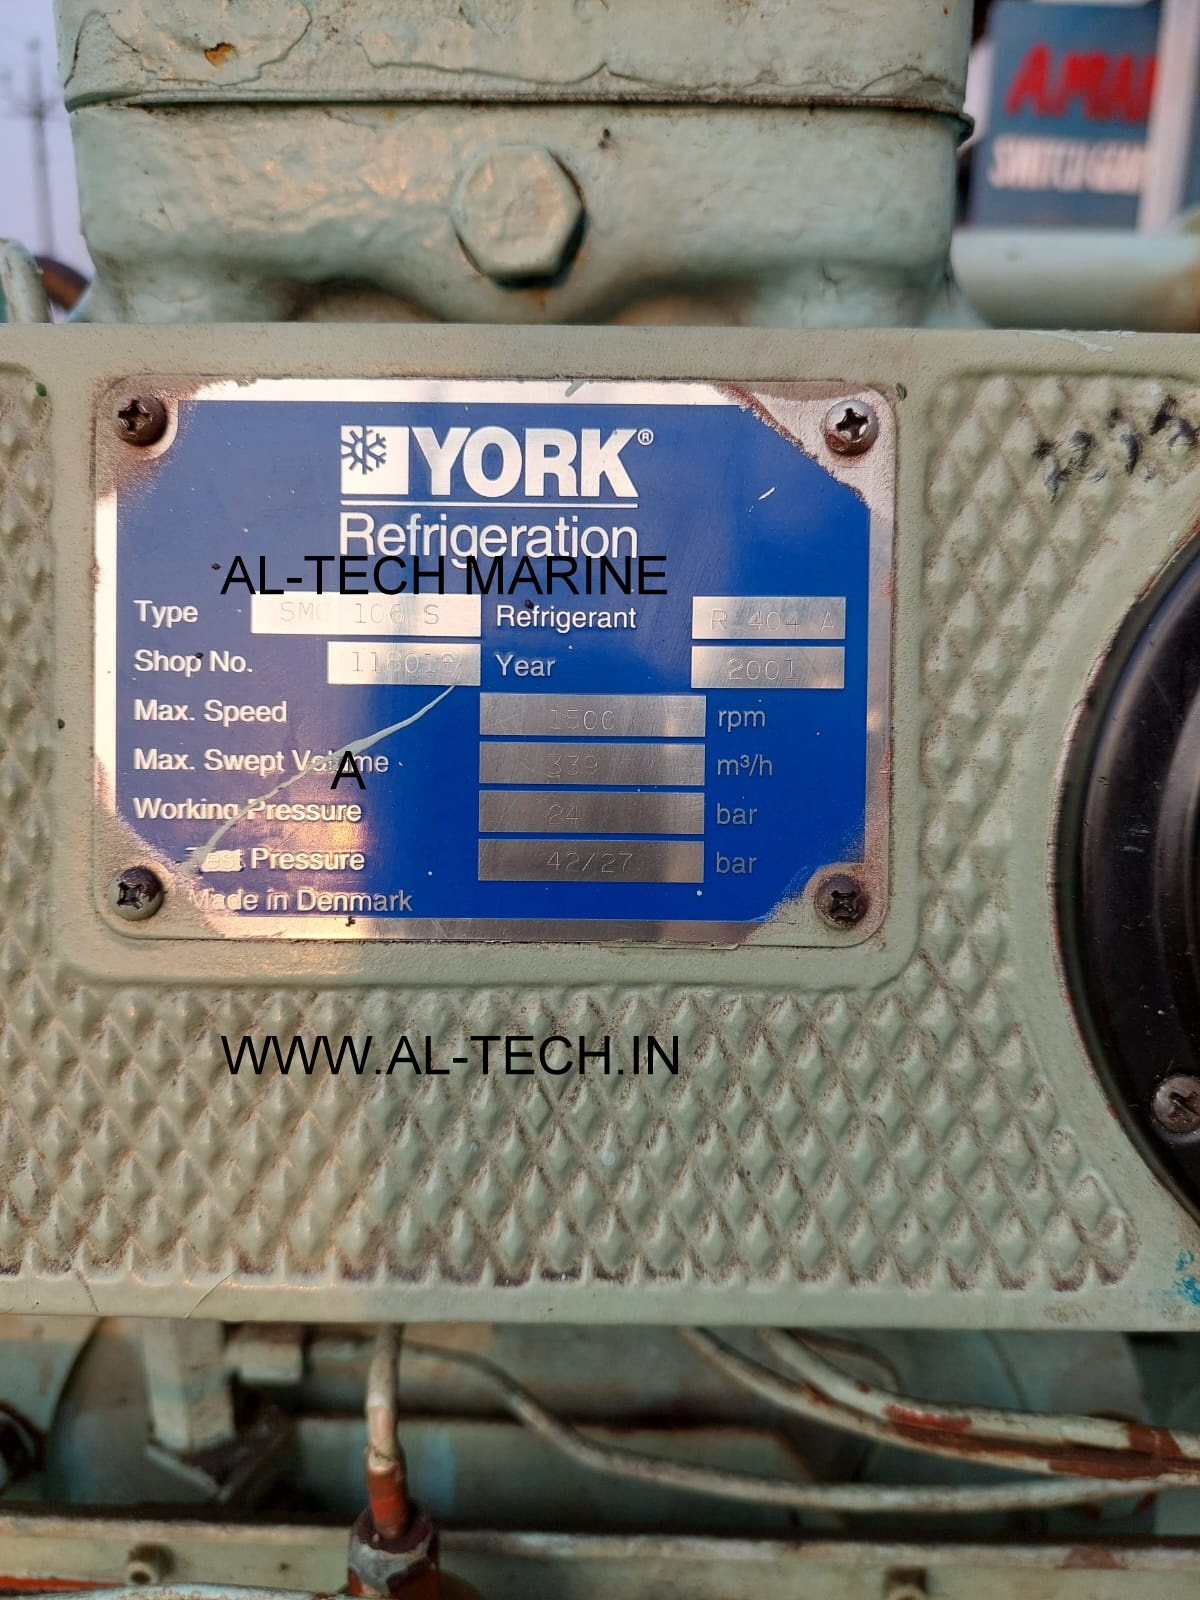 YORK®
Refrigeration
AL-TECH MARINE
Type SMC 106 S Refrigerant R 404 A
Shop No. 118018 Year 2001
Max. Speed 1500 rpm
Max. Swept Volume 339 m³/h
A
Working Pressure 24 bar
Test Pressure 42/27 bar
Made in Denmark
WWW.AL-TECH.IN